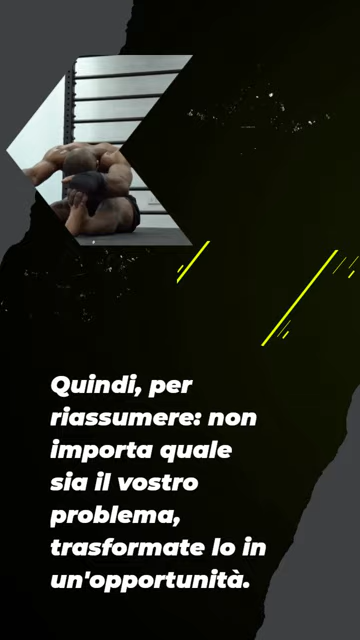 Quindi, per
riassumere: non
importa quale
sia il vostro
problema,
trasformate lo in
un'opportunità.